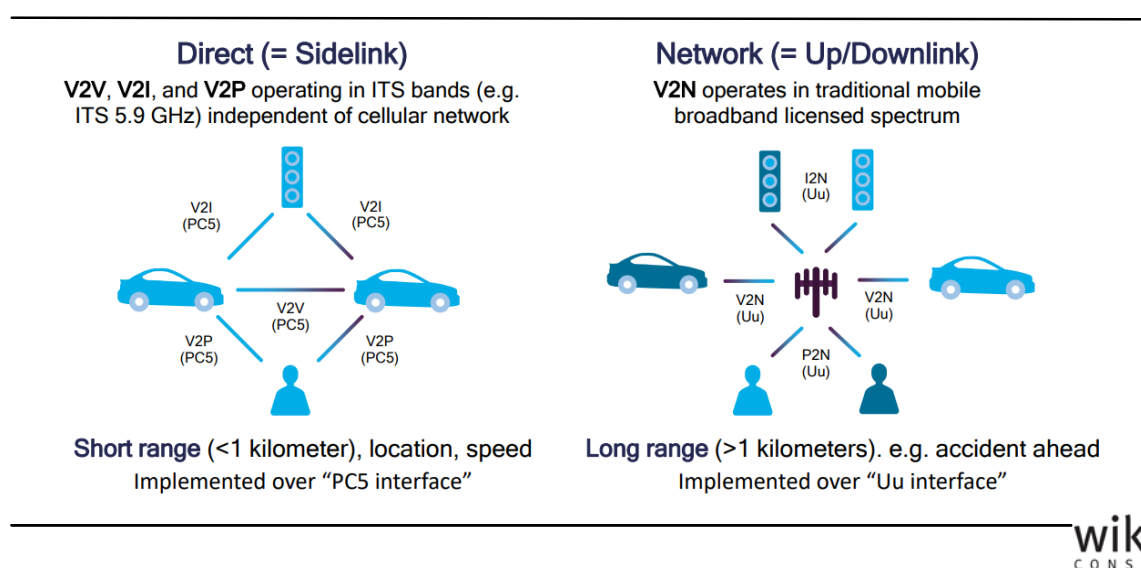 Direct (= Sidelink)
V2V, V2I, and V2P operating in ITS bands (e.g.
ITS 5.9 GHz) independent of cellular network
V2I
(PC5)
V2I
(PC5)
V2V
(PC5)
V2P
(PC5)
V2P
(PC5)
Short range (<1 kilometer), location, speed
Implemented over “PC5 interface”
Network (= Up/Downlink)
V2N operates in traditional mobile
broadband licensed spectrum
I2N
(Uu)
V2N
(Uu)
V2N
(Uu)
P2N
(Uu)
Long range (>1 kilometers). e.g. accident ahead
Implemented over “Uu interface”
wik
CONS